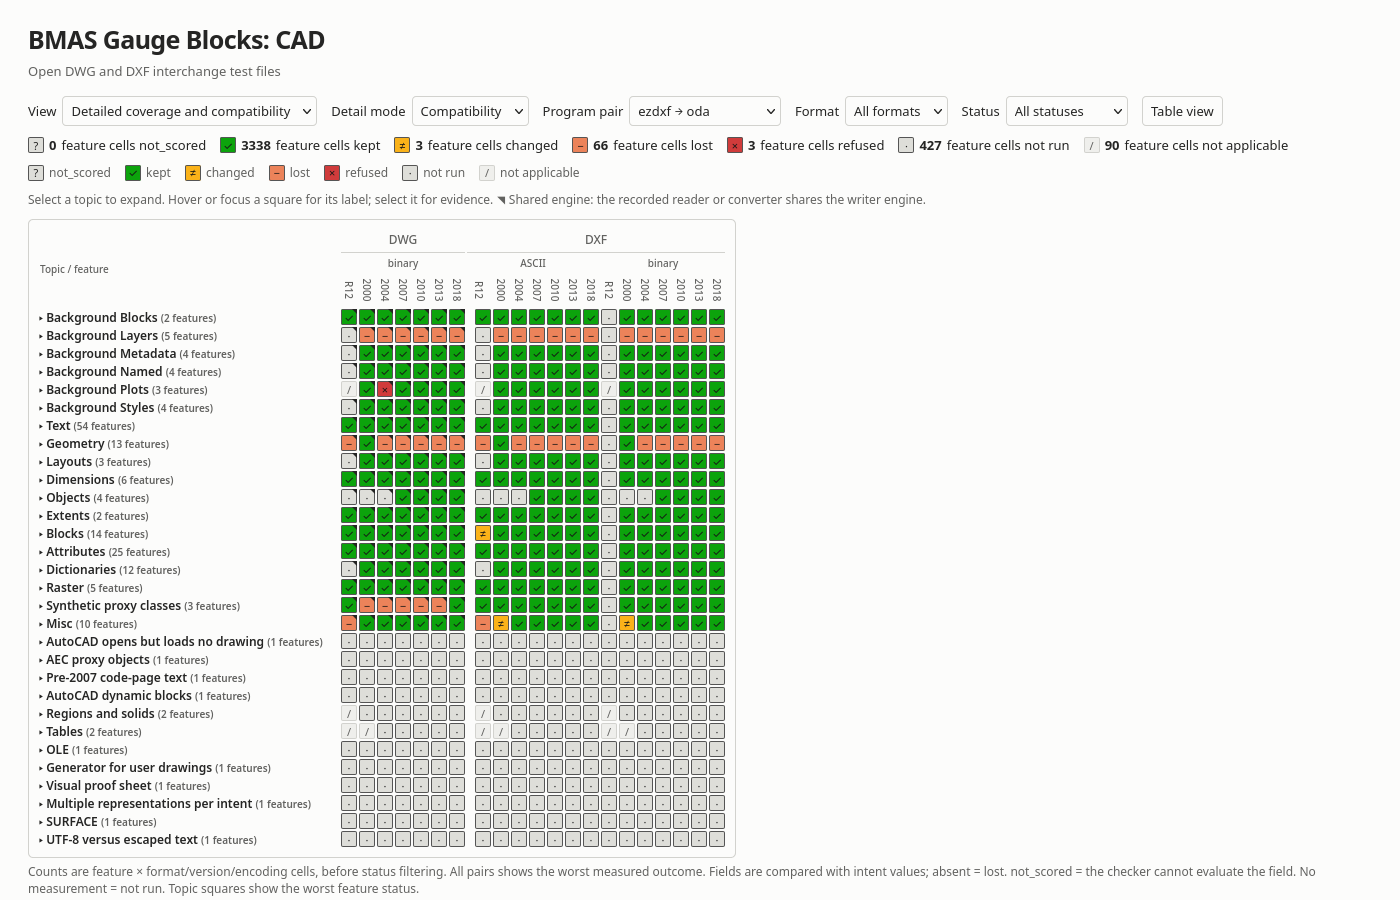 BMAS Gauge Blocks: CAD
Open DWG and DXF interchange test files
View Detailed coverage and compatibility Detail mode Compatibility Program pair ezdxf → oda Format All formats Status All statuses Table view
? 0 feature cells not_scored ✓ 3338 feature cells kept ≠ 3 feature cells changed − 66 feature cells lost × 3 feature cells refused · 427 feature cells not run / 90 feature cells not applicable
? not_scored ✓ kept ≠ changed − lost × refused · not run / not applicable
Select a topic to expand. Hover or focus a square for its label; select it for evidence. ◥ Shared engine: the recorded reader or converter shares the writer engine.
DWG DXF
Topic / feature binary ASCII binary
R12 2000 2004 2007 2010 2013 2018 R12 2000 2004 2007 2010 2013 2018 R12 2000 2004 2007 2010 2013 2018
▸ Background Blocks (2 features) ✓ ✓ ✓ ✓ ✓ ✓ ✓ ✓ ✓ ✓ ✓ ✓ ✓ ✓ · ✓ ✓ ✓ ✓ ✓ ✓
▸ Background Layers (5 features) · − − − − − − · − − − − − − · − − − − − −
▸ Background Metadata (4 features) · ✓ ✓ ✓ ✓ ✓ ✓ · ✓ ✓ ✓ ✓ ✓ ✓ · ✓ ✓ ✓ ✓ ✓ ✓
▸ Background Named (4 features) · ✓ ✓ ✓ ✓ ✓ ✓ · ✓ ✓ ✓ ✓ ✓ ✓ · ✓ ✓ ✓ ✓ ✓ ✓
▸ Background Plots (3 features) / ✓ × ✓ ✓ ✓ ✓ / ✓ ✓ ✓ ✓ ✓ ✓ / ✓ ✓ ✓ ✓ ✓ ✓
▸ Background Styles (4 features) · ✓ ✓ ✓ ✓ ✓ ✓ · ✓ ✓ ✓ ✓ ✓ ✓ · ✓ ✓ ✓ ✓ ✓ ✓
▸ Text (54 features) ✓ ✓ ✓ ✓ ✓ ✓ ✓ ✓ ✓ ✓ ✓ ✓ ✓ ✓ · ✓ ✓ ✓ ✓ ✓ ✓
▸ Geometry (13 features) − ✓ − − − − − − ✓ − − − − − · ✓ − − − − −
▸ Layouts (3 features) · ✓ ✓ ✓ ✓ ✓ ✓ · ✓ ✓ ✓ ✓ ✓ ✓ · ✓ ✓ ✓ ✓ ✓ ✓
▸ Dimensions (6 features) ✓ ✓ ✓ ✓ ✓ ✓ ✓ ✓ ✓ ✓ ✓ ✓ ✓ ✓ · ✓ ✓ ✓ ✓ ✓ ✓
▸ Objects (4 features) · · · ✓ ✓ ✓ ✓ · · · ✓ ✓ ✓ ✓ · · · ✓ ✓ ✓ ✓
▸ Extents (2 features) ✓ ✓ ✓ ✓ ✓ ✓ ✓ ✓ ✓ ✓ ✓ ✓ ✓ ✓ · ✓ ✓ ✓ ✓ ✓ ✓
▸ Blocks (14 features) ✓ ✓ ✓ ✓ ✓ ✓ ✓ ≠ ✓ ✓ ✓ ✓ ✓ ✓ · ✓ ✓ ✓ ✓ ✓ ✓
▸ Attributes (25 features) ✓ ✓ ✓ ✓ ✓ ✓ ✓ ✓ ✓ ✓ ✓ ✓ ✓ ✓ · ✓ ✓ ✓ ✓ ✓ ✓
▸ Dictionaries (12 features) · ✓ ✓ ✓ ✓ ✓ ✓ · ✓ ✓ ✓ ✓ ✓ ✓ · ✓ ✓ ✓ ✓ ✓ ✓
▸ Raster (5 features) ✓ ✓ ✓ ✓ ✓ ✓ ✓ ✓ ✓ ✓ ✓ ✓ ✓ ✓ · ✓ ✓ ✓ ✓ ✓ ✓
▸ Synthetic proxy classes (3 features) ✓ − − − − − ✓ ✓ ✓ ✓ ✓ ✓ ✓ ✓ · ✓ ✓ ✓ ✓ ✓ ✓
▸ Misc (10 features) − ✓ ✓ ✓ ✓ ✓ ✓ − ≠ ✓ ✓ ✓ ✓ ✓ · ≠ ✓ ✓ ✓ ✓ ✓
▸ AutoCAD opens but loads no drawing (1 features) · · · · · · · · · · · · · · · · · · · · ·
▸ AEC proxy objects (1 features) · · · · · · · · · · · · · · · · · · · · ·
▸ Pre-2007 code-page text (1 features) · · · · · · · · · · · · · · · · · · · · ·
▸ AutoCAD dynamic blocks (1 features) · · · · · · · · · · · · · · · · · · · · ·
▸ Regions and solids (2 features) / · · · · · · / · · · · · · / · · · · · ·
▸ Tables (2 features) / / · · · · · / / · · · · · / / · · · · ·
▸ OLE (1 features) · · · · · · · · · · · · · · · · · · · · ·
▸ Generator for user drawings (1 features) · · · · · · · · · · · · · · · · · · · · ·
▸ Visual proof sheet (1 features) · · · · · · · · · · · · · · · · · · · · ·
▸ Multiple representations per intent (1 features) · · · · · · · · · · · · · · · · · · · · ·
▸ SURFACE (1 features) · · · · · · · · · · · · · · · · · · · · ·
▸ UTF-8 versus escaped text (1 features) · · · · · · · · · · · · · · · · · · · · ·
Counts are feature × format/version/encoding cells, before status filtering. All pairs shows the worst measured outcome. Fields are compared with intent values; absent = lost. not_scored = the checker cannot evaluate the field. No
measurement = not run. Topic squares show the worst feature status.